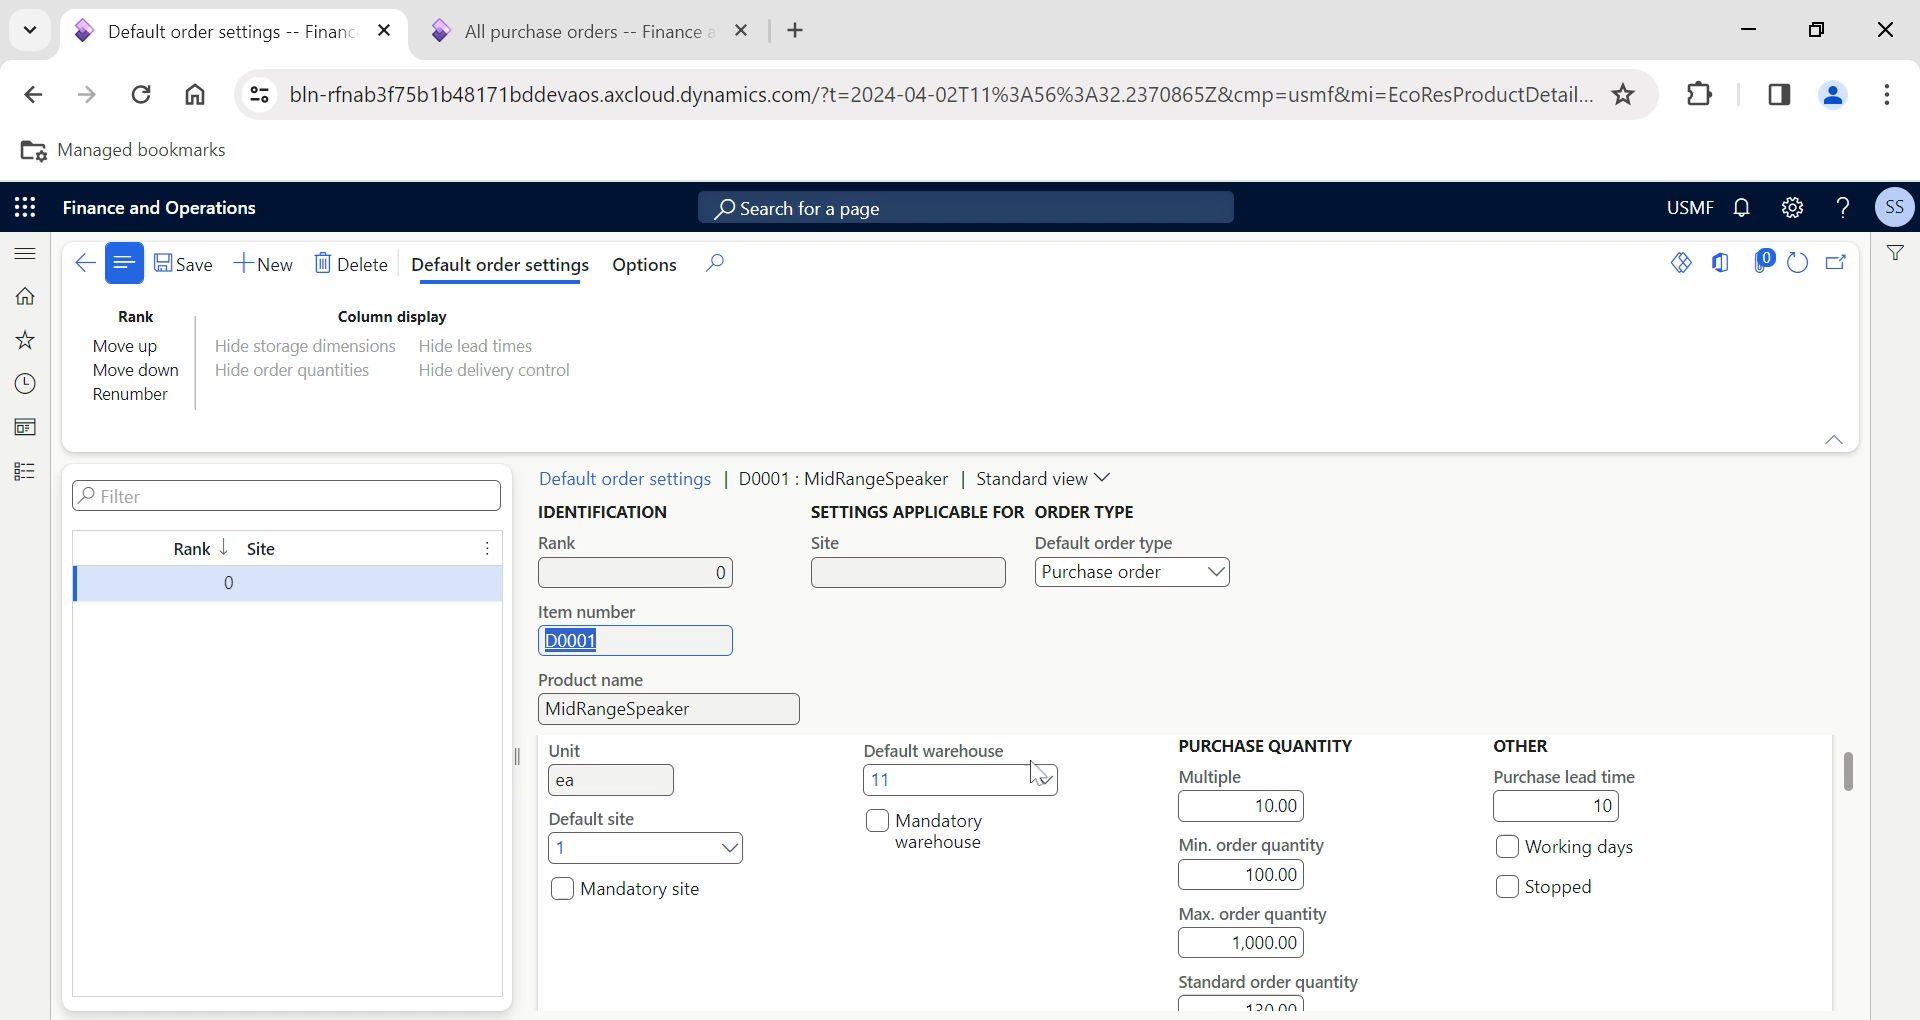 Default order settings -- Financ
All purchase orders -- Finance a
bln-rfnab3f75b1b48171bddevaos.axcloud.dynamics.com/?t=2024-04-02T11%3A56%3A32.2370865Z&cmp=usmf&mi=EcoResProductDetail...
Managed bookmarks
Finance and Operations
Search for a page
USMF
SS
Save
New
Delete
Default order settings
Options
0
Rank
Column display
Move up
Hide storage dimensions
Hide lead times
Move down
Hide order quantities
Hide delivery control
Renumber
Filter
Default order settings | D0001 : MidRangeSpeaker | Standard view
IDENTIFICATION
SETTINGS APPLICABLE FOR
ORDER TYPE
Rank
Site
Rank
Site
Default order type
0
0
Purchase order
Item number
D0001
Product name
MidRangeSpeaker
Unit
Default warehouse
PURCHASE QUANTITY
OTHER
ea
11
Multiple
Purchase lead time
10.00
10
Default site
Mandatory
warehouse
1
Min. order quantity
Working days
100.00
Mandatory site
Stopped
Max. order quantity
1,000.00
Standard order quantity
130.00